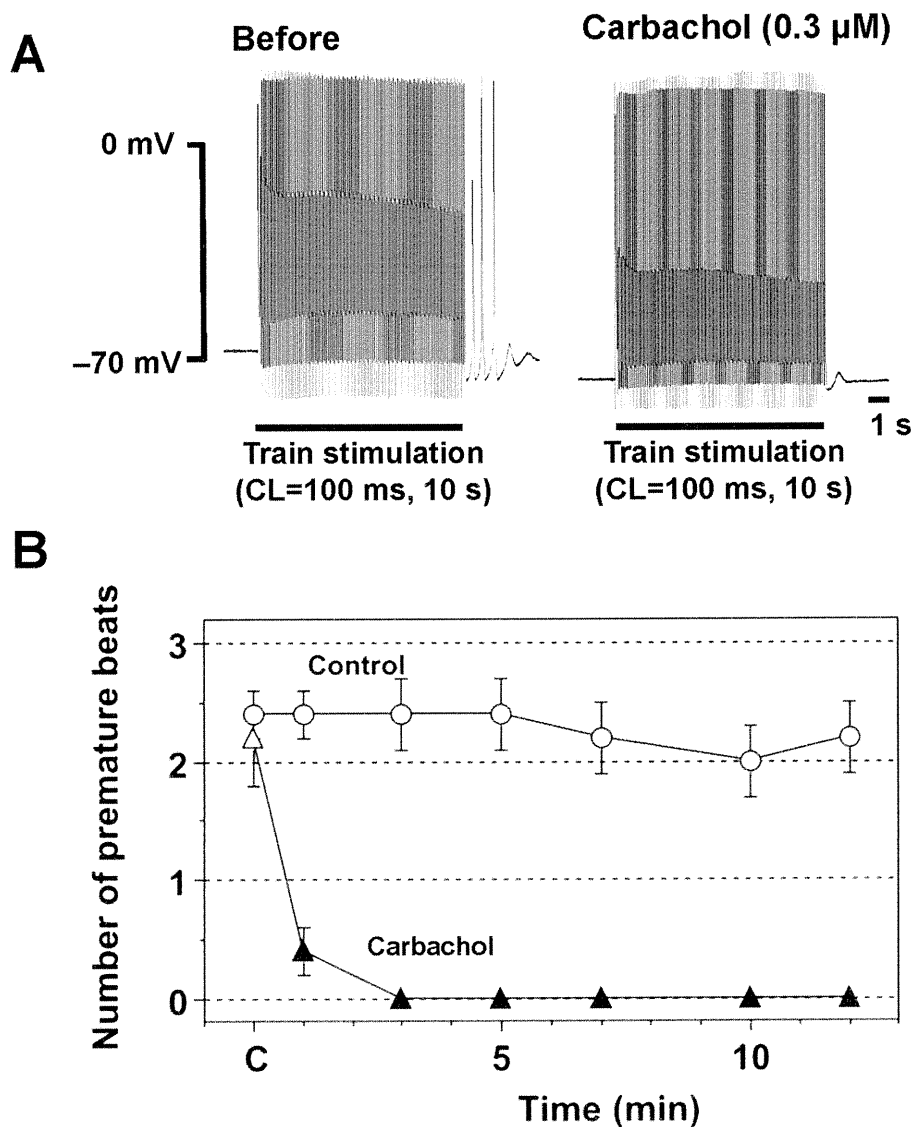 A
Before
Carbachol (0.3 µM)
0 mV
−70 mV
1 s
Train stimulation
(CL=100 ms, 10 s)
Train stimulation
(CL=100 ms, 10 s)
B
Number of premature beats
3
2
1
0
Control
Carbachol
C
5
10
Time (min)